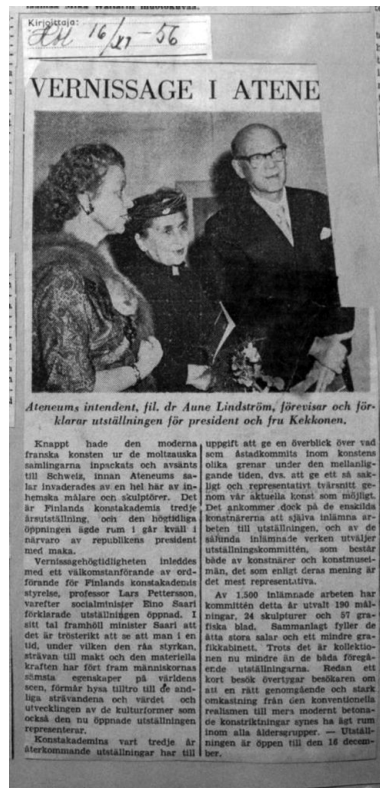 Kirjoittaja:
Hbl 16/XI -56
VERNISSAGE I ATENE
Ateneums intendent, fil. dr Aune Lindström, förevisar och för-
klarar utställningen för president och fru Kekkonen.
Knappt hade den moderna
franska konsten ur de moltzauska
samlingarna inpackats och avsänts
till Schweis, innan Ateneums sa-
lar invaderades av en hel här av in-
hemska målare och skulptörer. Det
är Finlands konstakademis tredje
årsutställning, och den högtidliga
öppningen ägde rum i går kväll i
närvaro av republikens president
med maka.
Vernissagehögtidligheten inleddes
med ett välkomstanförande av ord-
förande för Finlands konstakademis
styrelse, professor Lars Pettersson,
varefter socialminister Eino Saari
förklarade utställningen öppnad. I
sitt tal framhöll minister Saari att
det är trösterikt att se att man i en
tid, under vilken den råa styrkan,
strävan till makt och den materiella
kraften har fört fram människornas
sämsta egenskaper på världens
scen, förmår hysa tilltro till de and-
liga strävandena och värdet och
utvecklingen av de kulturformer som
också den nu öppnade utställningen
representerar.
Konstakademins vart tredje år
återkommande utställningar har till
uppgift att ge en överblick över vad
som åstadkommits inom konstens
olika grenar under den mellanlig-
gande tiden, dvs. att ge ett så sak-
ligt och representativt tvärsnitt ge-
nom vår aktuella konst som möjligt.
Det ankommer dock på de enskilda
konstnärerna att själva inlämna ar-
beten till utställningen, och av de
sålunda inlämnade verken utväljer
utställningskommittén, som består
både av konstnärer och konstmusei-
män, det som enligt deras mening är
det mest representativa.
Av 1.500 inlämnade arbeten har
kommittén detta år utvalt 190 mål-
ningar, 24 skulpturer och 57 gra-
fiska blad. Sammanlagt fyller de
åtta stora salar och ett mindre gra-
fikkabinett. Trots det är kollektio-
nen nu mindre än de båda föregå-
ende utställningarna. Redan ett
kort besök övertygar besökaren om
att en rätt genomgående och stark
omkastning från den konventionella
realismen till mers modernt betona-
de konstriktningar synes ha ägt rum
inom alla åldersgrupper. — Utställ-
ningen är öppen till den 16 decem-
ber.